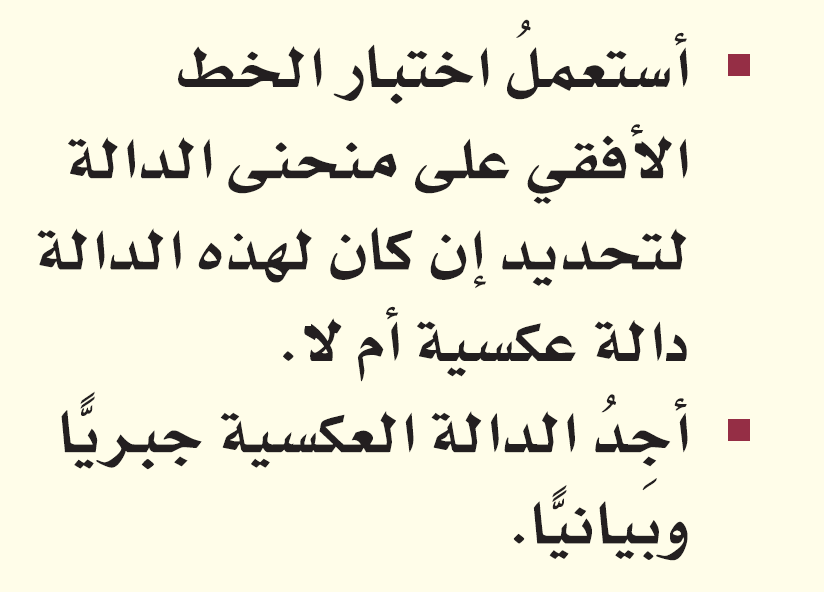 أستعملُ اختبار الخط
الأفقي على منحنى الدالة
لتحديد إن كان لهذه الدالة
دالة عكسية أم لا.
أجِدُ الدالة العكسية جبريًّا
وبَيانيًّا.